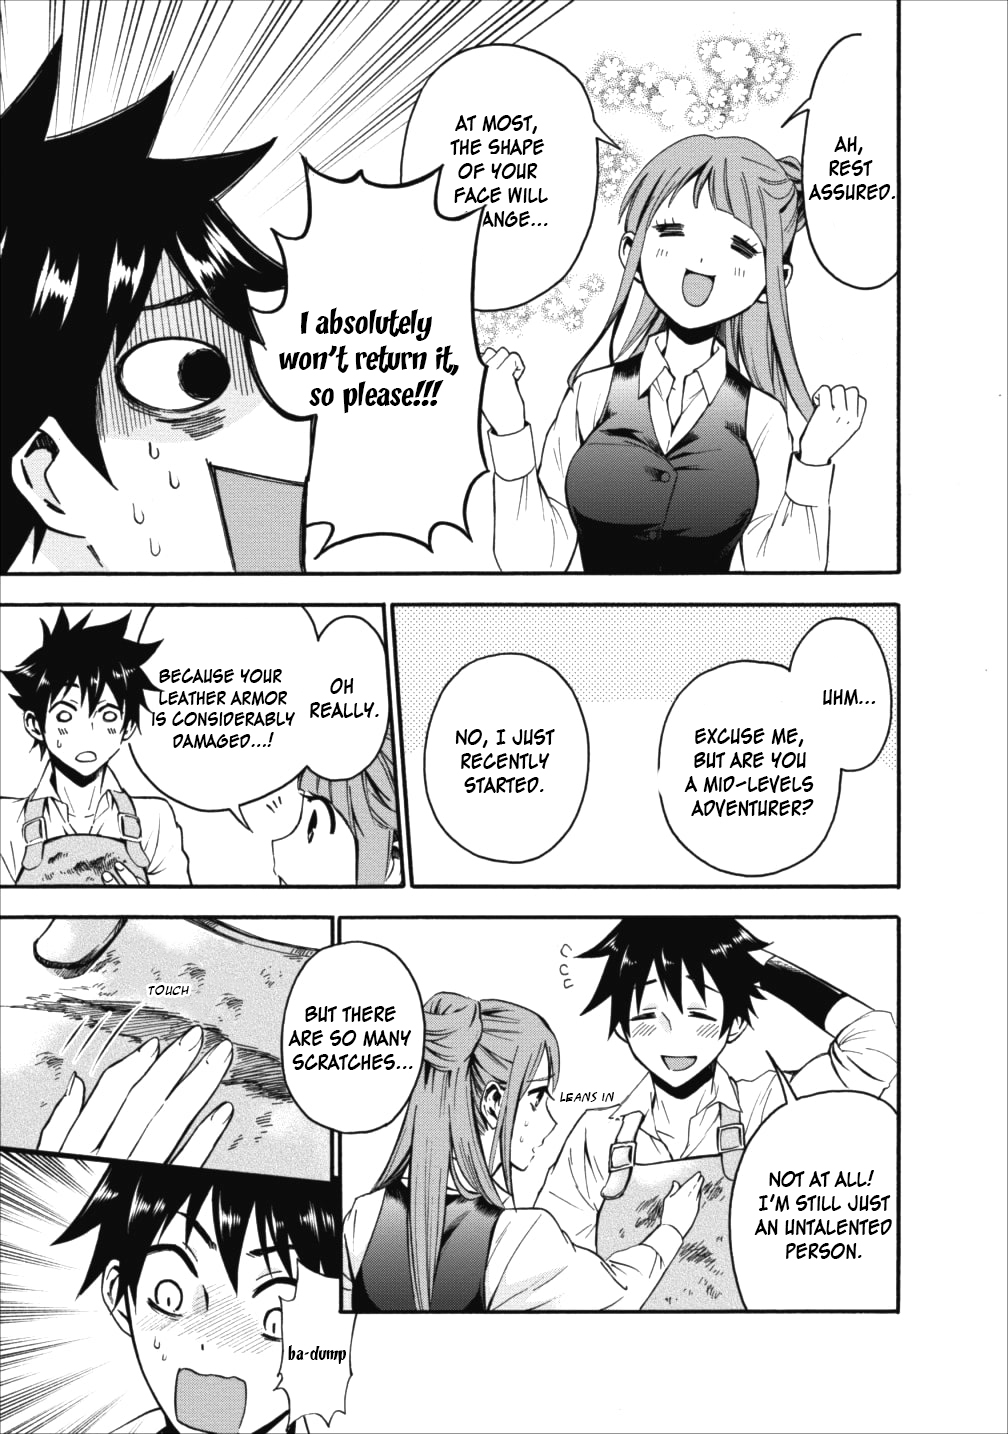 AH,
REST
ASSURED.
AT MOST,
THE SHAPE
OF YOUR
FACE WILL
ANGE...
I absolutely
won't return it,
so please!!!
UHM...
EXCUSE ME,
BUT ARE YOU
A MID-LEVELS
ADVENTURER?
NO, I JUST
RECENTLY
STARTED.
OH
REALLY.
BECAUSE YOUR
LEATHER ARMOR
IS CONSIDERABLY
DAMAGED...!
NOT AT ALL!
I'M STILL JUST
AN UNTALENTED
PERSON.
LEANS IN
BUT THERE
ARE SO MANY
SCRATCHES...
TOUCH
ba-dump